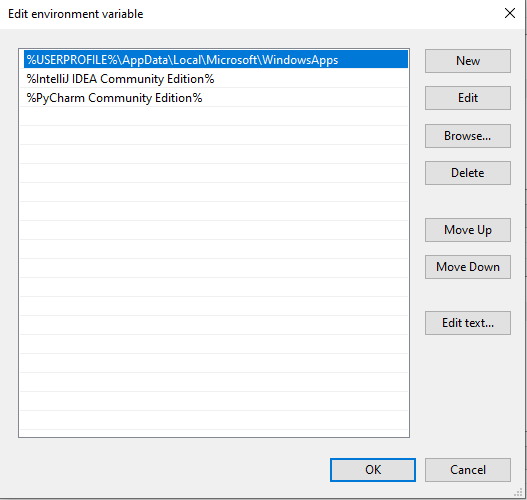 Edit environment variable
%USERPROFILE%\AppData\Local\Microsoft\WindowsApps
%IntelliJ IDEA Community Edition%
%PyCharm Community Edition%
New
Edit
Browse...
Delete
Move Up
Move Down
Edit text...
OK
Cancel